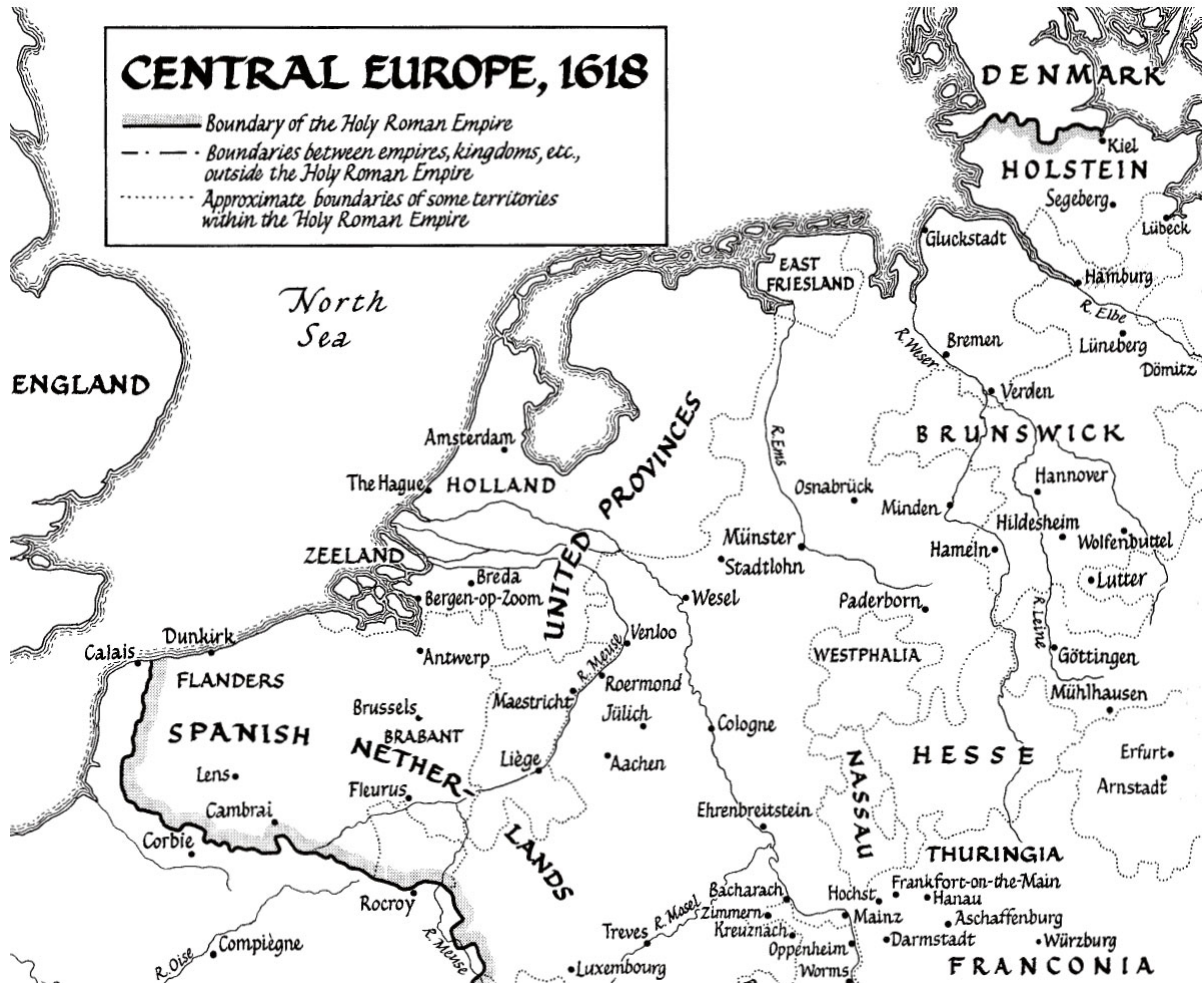 CENTRAL EUROPE, 1618
Boundary of the Holy Roman Empire
Boundaries between empires, kingdoms, etc.,
outside the Holy Roman Empire
Approximate boundaries of some territories
within the Holy Roman Empire
DENMARK
Kiel
HOLSTEIN
Segeberg
Lübeck
Gluckstadt
EAST
FRIESLAND
Hamburg
North
Sea
R. Elbe
R. Weser
Bremen
Lüneberg
Dömitz
ENGLAND
Verden
Amsterdam
BRUNSWICK
R. Ems
The Hague
HOLLAND
UNITED PROVINCES
Osnabrück
Hannover
Minden
Hildesheim
Wolfenbuttel
Münster
Hameln
ZEELAND
Stadtlohn
Breda
Lutter
Bergen-op-Zoom
Wesel
Paderborn
R. Leine
Dunkirk
Venloo
Calais
Antwerp
R. Meuse
WESTPHALIA
Göttingen
FLANDERS
Roermond
Maestricht
Mühlhausen
Brussels
Jülich
SPANISH
BRABANT
Cologne
NETHER-
LANDS
HESSE
Erfurt
Liège
Aachen
NASSAU
Lens
Arnstadt
Fleurus
Cambrai
Ehrenbreitstein
Corbie
THURINGIA
Frankfort-on-the-Main
Rocroy
Bacharach
Hochst
Hanau
Zimmern
Mainz
Aschaffenburg
R. Mosel
Kreuznach
Treves
Oppenheim
Darmstadt
Würzburg
Compiègne
R. Oise
R. Meuse
Luxembourg
Worms
FRANCONIA